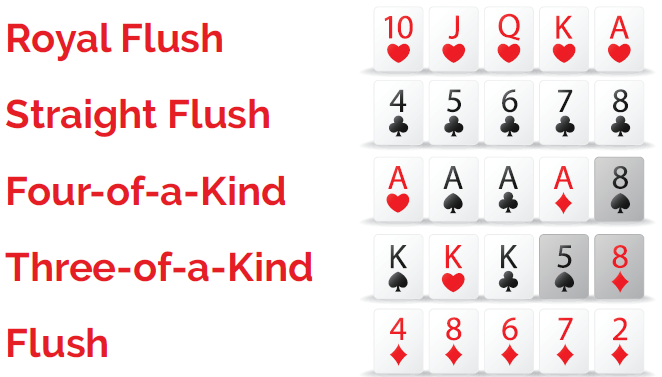 Royal Flush 10 J Q K A
Straight Flush 4 5 6 7 8
Four-of-a-Kind A A A A 8
Three-of-a-Kind K K K 5 8
Flush 4 8 6 7 2